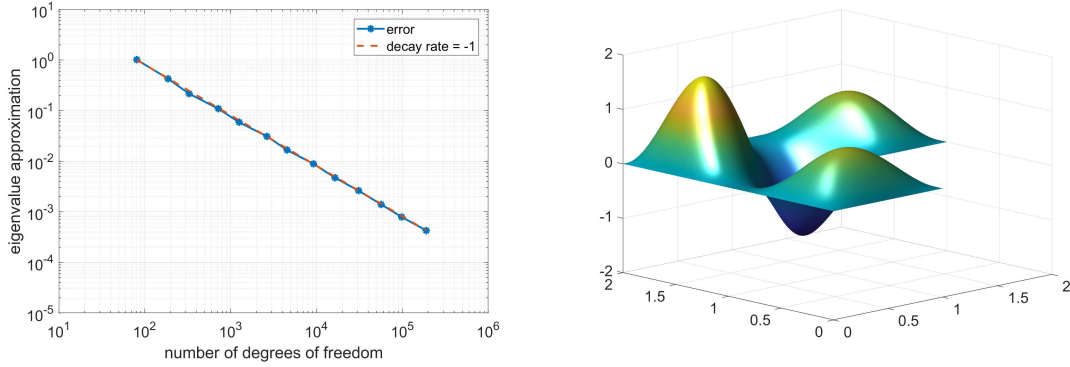 10^1
10^0
10^-1
10^-2
10^-3
10^-4
10^-5
eigenvalue approximation
error
decay rate = -1
10^1 10^2 10^3 10^4 10^5 10^6
number of degrees of freedom
2
1
0
-1
-2
2 1.5 1 0.5 0
0 0.5 1 1.5 2